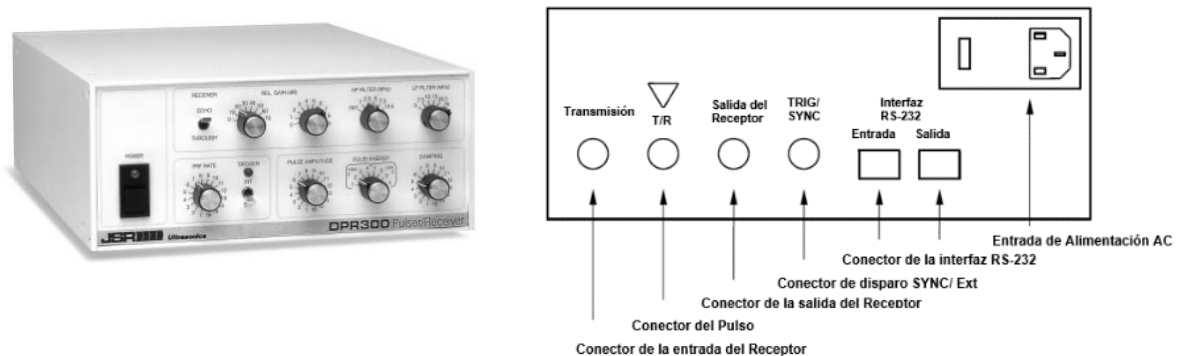 RECEIVER
REL. GAIN (dB)
HP FILTER (MHz)
LP FILTER (MHz)
ECHO
THROUGH
POWER
PRF RATE
TRIGGER
PULSE AMPLITUDE
PULSE ENERGY
DAMPING
JSR Ultrasonics
DPR300 Pulser/Receiver
Transmisión
T/R
Salida del
Receptor
TRIG/
SYNC
Interfaz
RS-232
Entrada
Salida
Entrada de Alimentación AC
Conector de la interfaz RS-232
Conector de disparo SYNC/ Ext
Conector de la salida del Receptor
Conector del Pulso
Conector de la entrada del Receptor